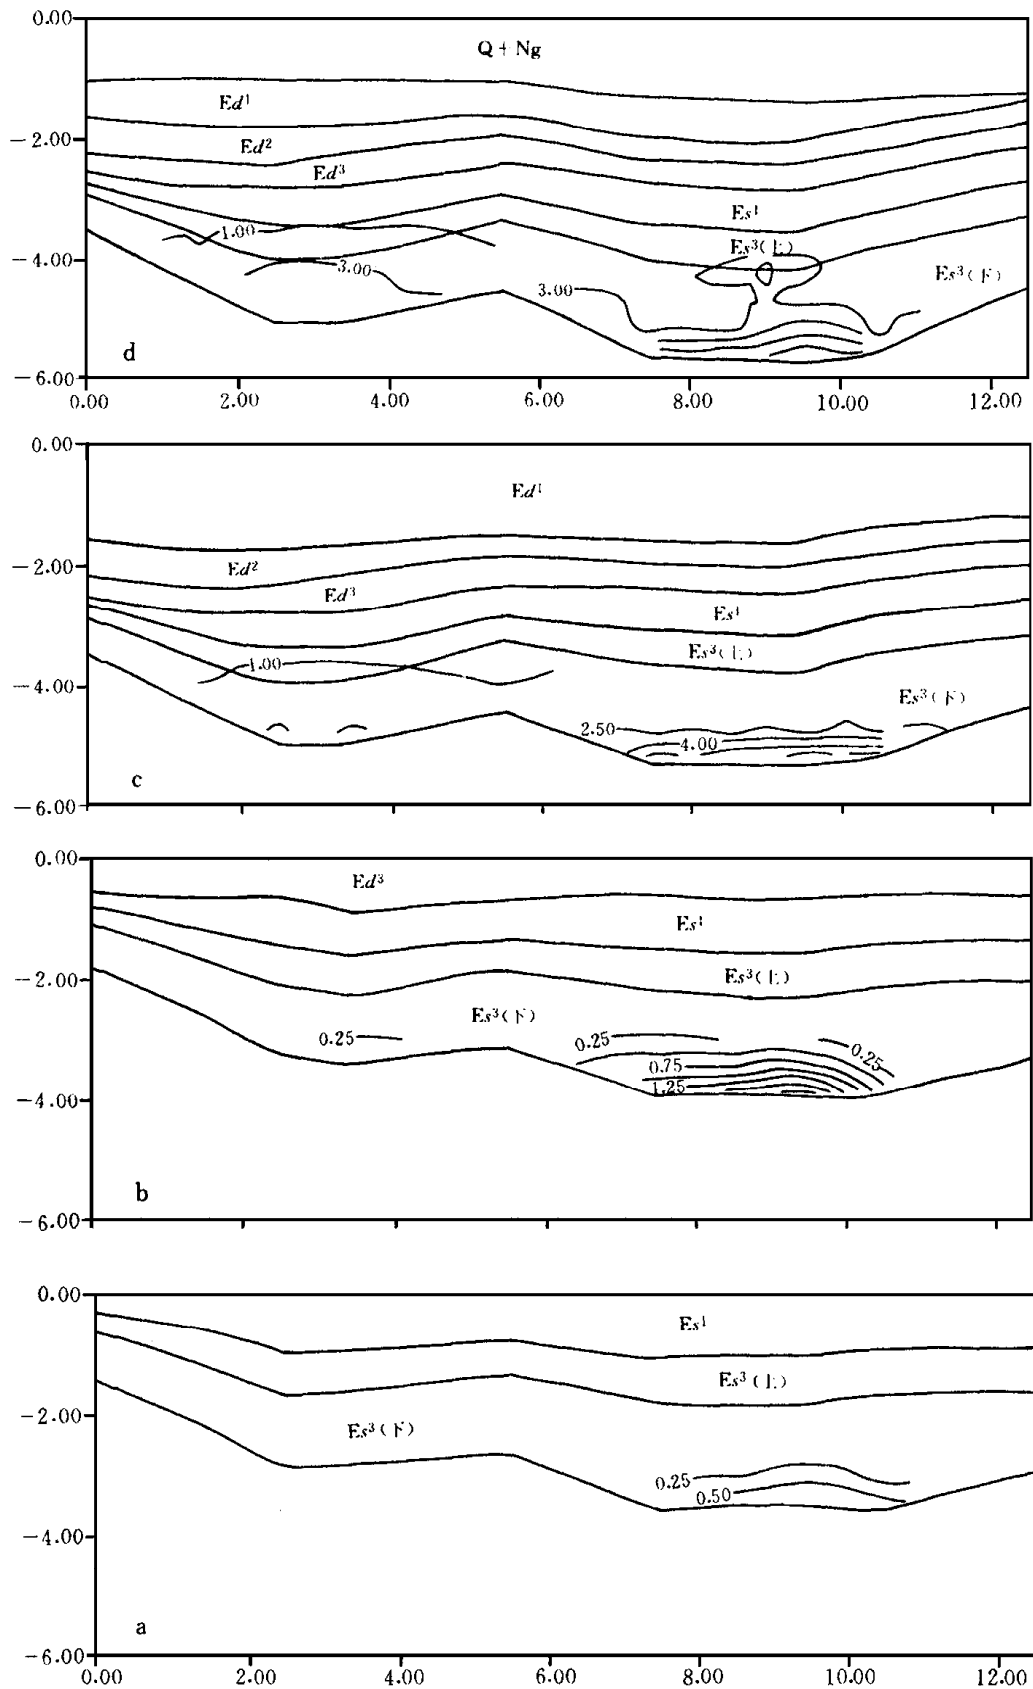 0.00
Q + Ng
Ed¹
−2.00
Ed²
Ed³
Es¹
1.00
Es³(上)
−4.00
3.00
Es³(下)
3.00
d
−6.00
0.00 2.00 4.00 6.00 8.00 10.00 12.00
0.00
Ed¹
−2.00
Ed²
Ed³
Es¹
Es³(上)
1.00
−4.00
Es³(下)
2.50
4.00
c
−6.00
0.00
Ed³
Es¹
−2.00
Es³(上)
Es³(下)
0.25
0.25
0.25
0.75
1.25
−4.00
b
−6.00
0.00
Es¹
Es³(上)
−2.00
Es³(下)
0.25
0.50
−4.00
a
−6.00
0.00 2.00 4.00 6.00 8.00 10.00 12.00